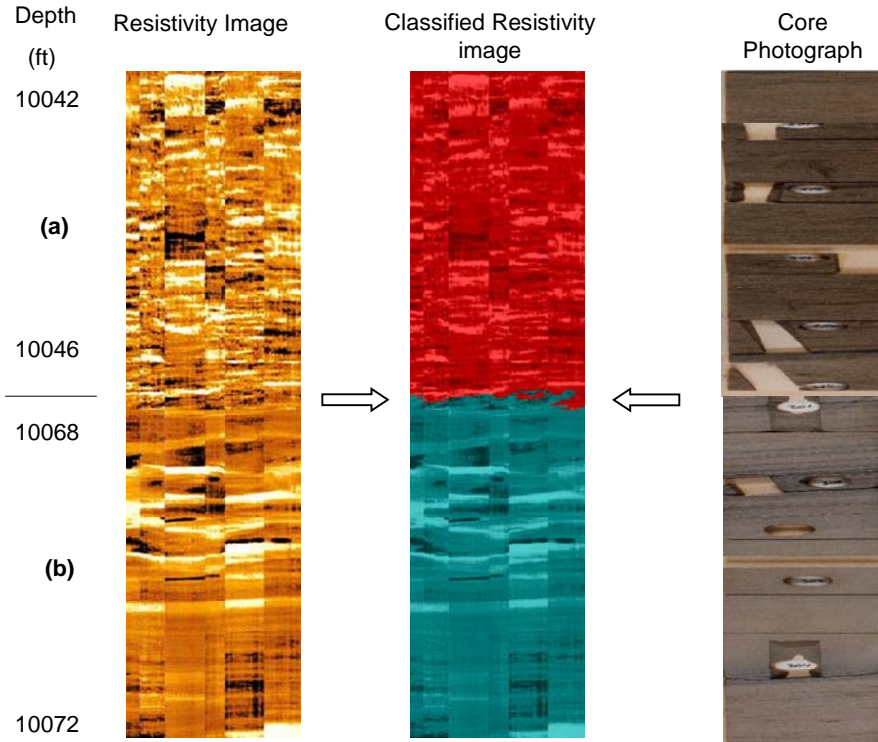 Depth
(ft)
Resistivity Image
Classified Resistivity
image
Core
Photograph
10042
(a)
10046
10068
(b)
10072